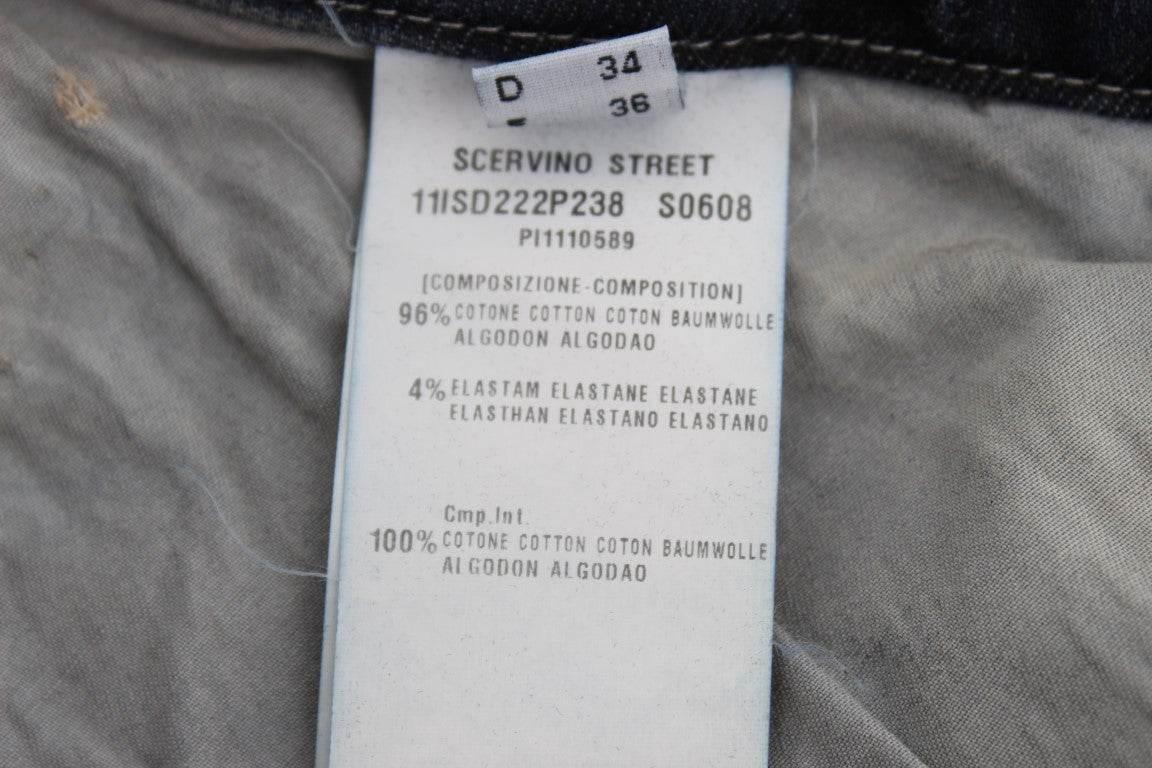 D 34
36
SCERVINO STREET
11ISD222P238 S0608
PI1110589
[COMPOSIZIONE-COMPOSITION]
96% COTONE COTTON COTON BAUMWOLLE
ALGODON ALGODAO
4% ELASTAM ELASTANE ELASTANE
ELASTHAN ELASTANO ELASTANO
Cmp.Int.
100% COTONE COTTON COTON BAUMWOLLE
ALGODON ALGODAO